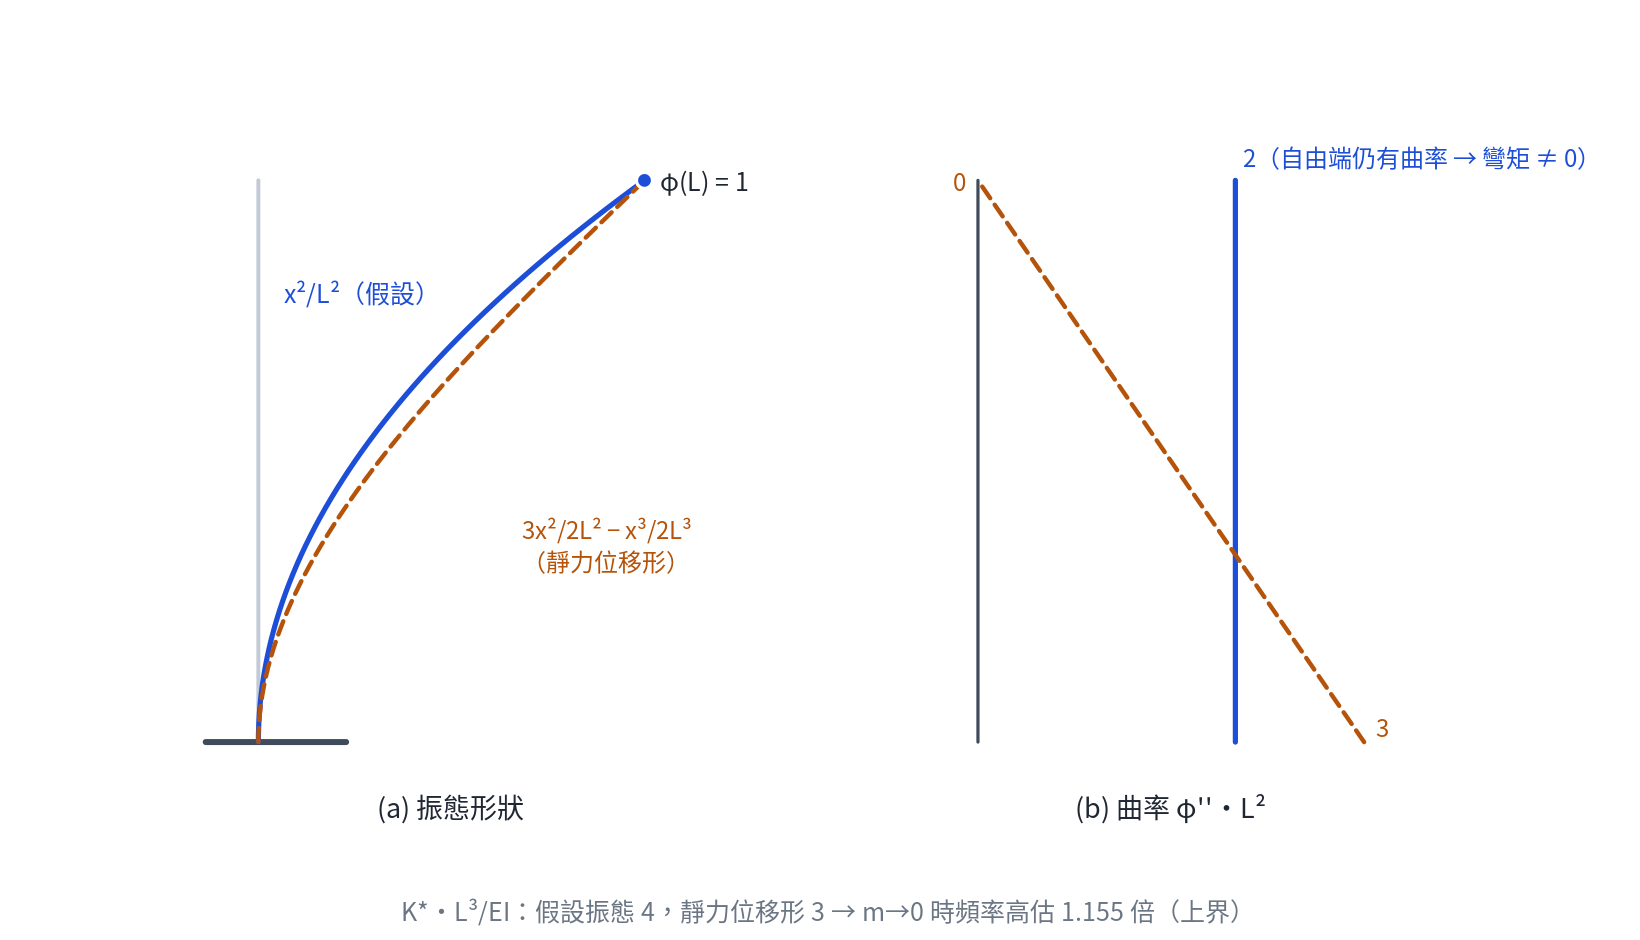 φ(L) = 1
x²/L²（假設）
3x²/2L² − x³/2L³
（靜力位移形）
(a) 振態形狀
2（自由端仍有曲率 → 彎矩 ≠ 0）
0
3
(b) 曲率 φ''・L²
K*・L³/EI：假設振態 4，靜力位移形 3 → m→0 時頻率高估 1.155 倍（上界）